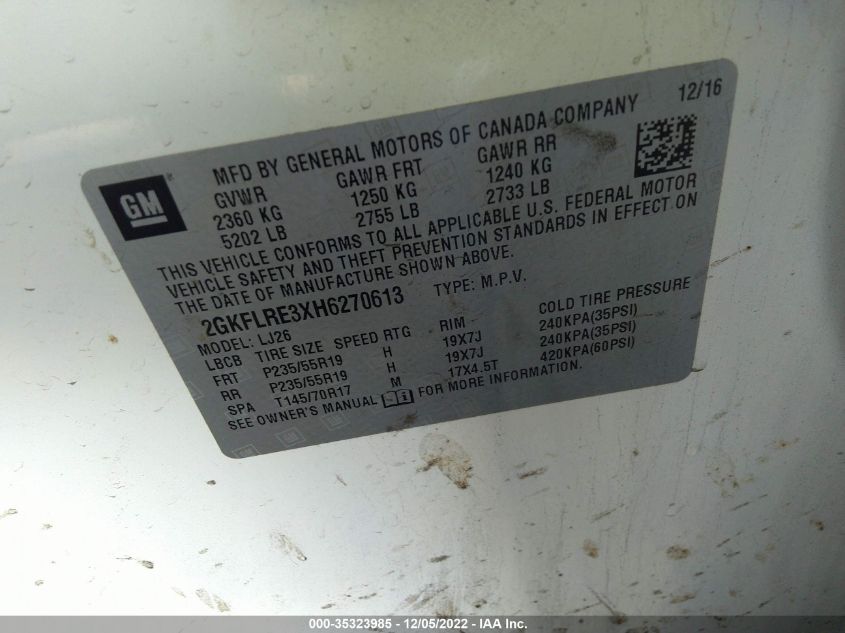 GM
®
MFD BY GENERAL MOTORS OF CANADA COMPANY 12/16
GVWR GAWR FRT GAWR RR
2360 KG 1250 KG 1240 KG
5202 LB 2755 LB 2733 LB
THIS VEHICLE CONFORMS TO ALL APPLICABLE U.S. FEDERAL MOTOR
VEHICLE SAFETY AND THEFT PREVENTION STANDARDS IN EFFECT ON
THE DATE OF MANUFACTURE SHOWN ABOVE.
2GKFLRE3XH6270613 TYPE: M.P.V.
MODEL: LJ26
LBCB TIRE SIZE SPEED RTG RIM COLD TIRE PRESSURE
FRT P235/55R19 H 19X7J 240KPA(35PSI)
RR P235/55R19 H 19X7J 240KPA(35PSI)
SPA T145/70R17 M 17X4.5T 420KPA(60PSI)
SEE OWNER'S MANUAL i FOR MORE INFORMATION.
000-35323985 - 12/05/2022 - IAA Inc.